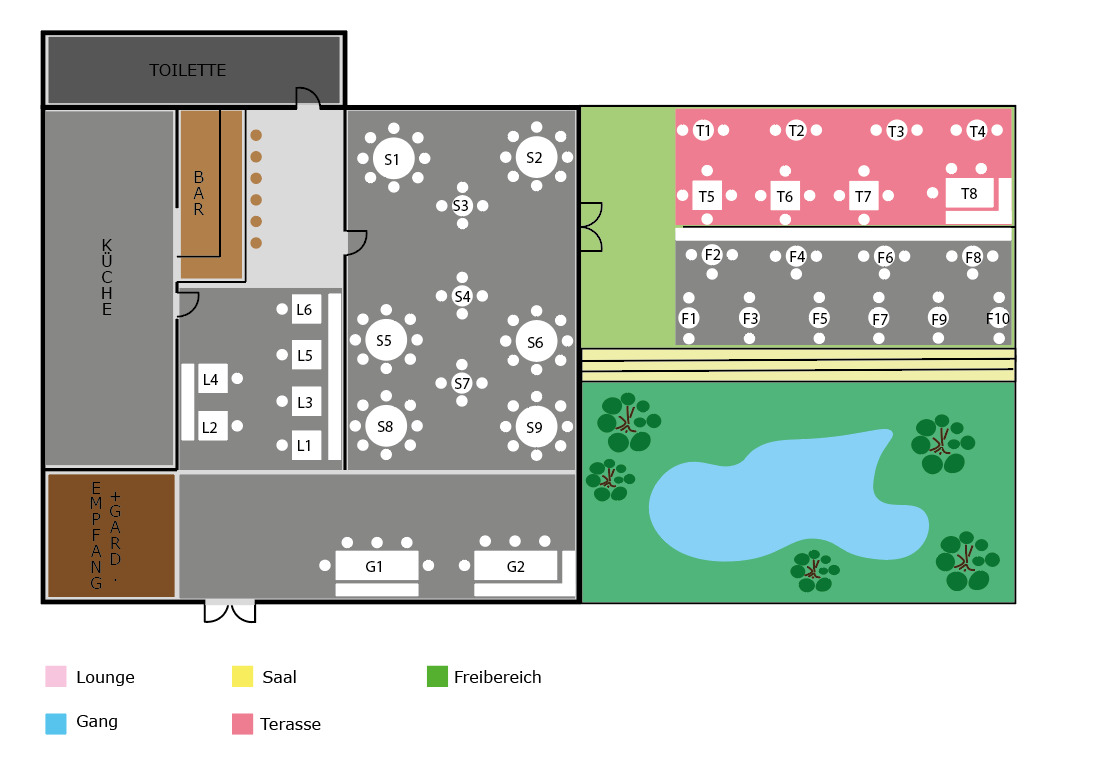 TOILETTE
KÜCHE
BAR
EMPFANG
+GARD.
S1
S2
S3
S4
S5
S6
S7
S8
S9
L6
L5
L4
L3
L2
L1
G1
G2
T1
T2
T3
T4
T5
T6
T7
T8
F2
F4
F6
F8
F1
F3
F5
F7
F9
F10
Lounge
Saal
Freibereich
Gang
Terasse